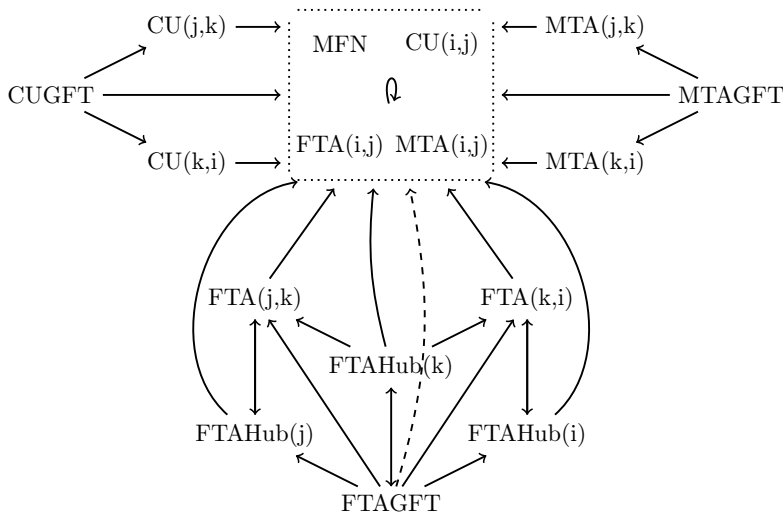 CU(j,k)
MTA(j,k)
MFN
CU(i,j)
CUGFT
MTAGFT
FTA(i,j)
MTA(i,j)
CU(k,i)
MTA(k,i)
FTA(j,k)
FTA(k,i)
FTAHub(k)
FTAHub(j)
FTAHub(i)
FTAGFT